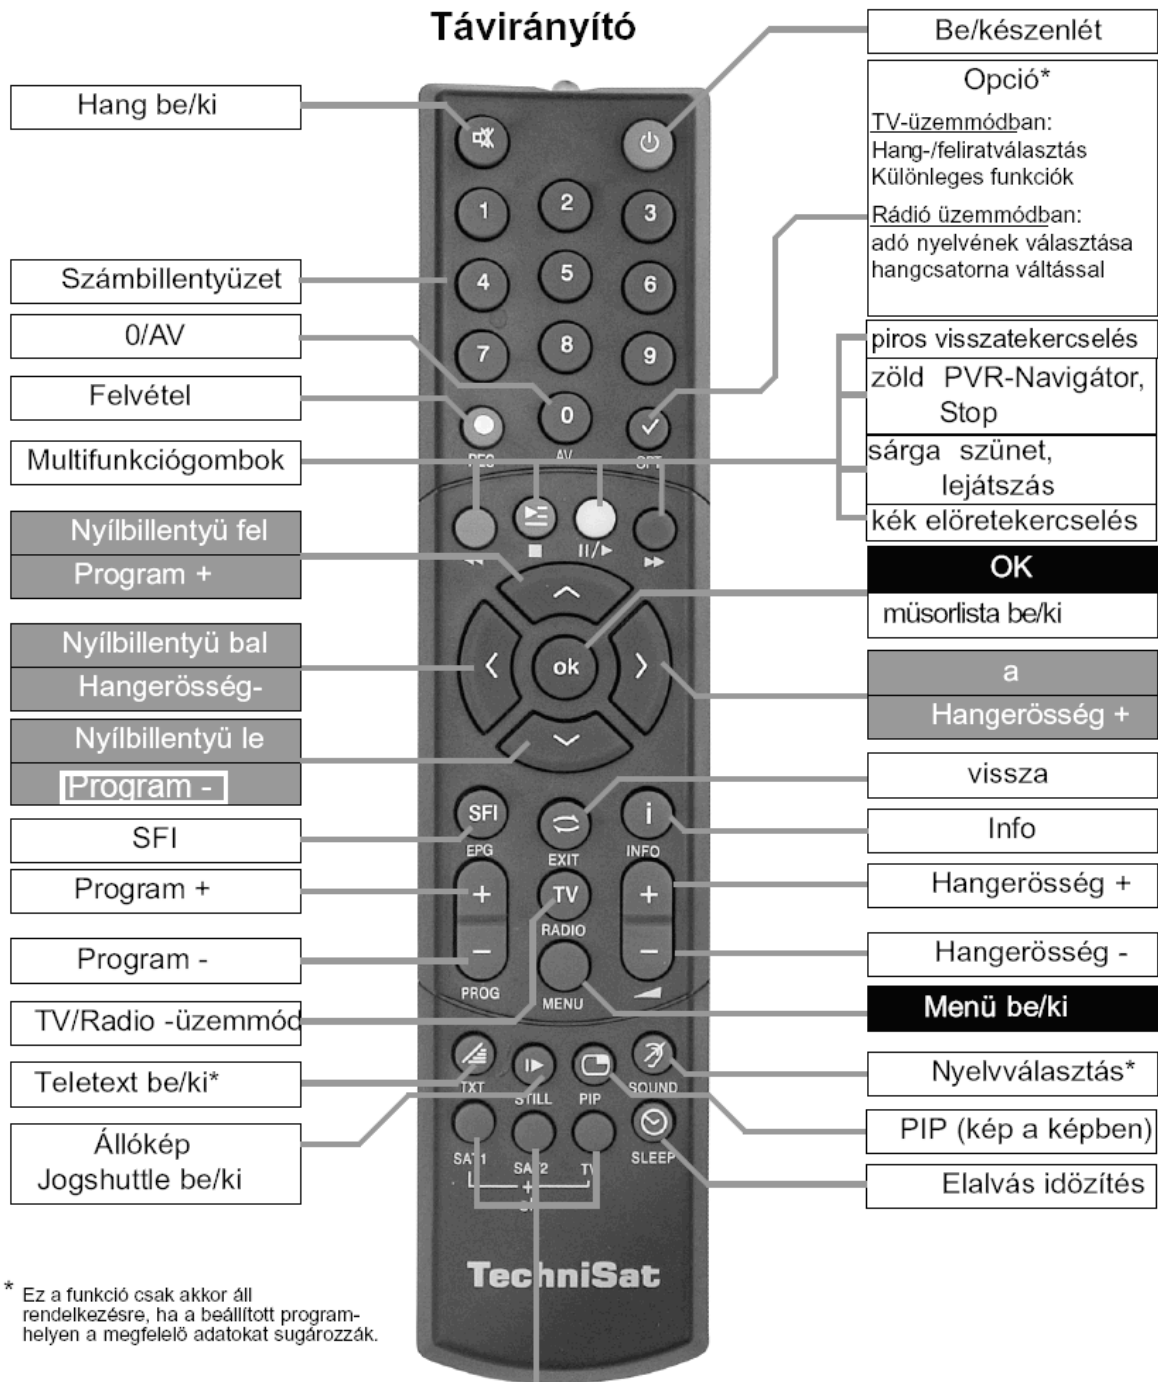 Távirányító
Hang be/ki
Számbillentyüzet
0/AV
Felvétel
Multifunkciógombok
Nyílbillentyü fel
Program +
Nyílbillentyü bal
Hangerösség-
Nyílbillentyü le
Program -
SFI
Program +
Program -
TV/Radio -üzemmód
Teletext be/ki*
Állókép
Jogshuttle be/ki
* Ez a funkció csak akkor áll
rendelkezésre, ha a beállított program-
helyen a megfelelö adatokat sugározzák.
1 2 3
4 5 6
7 8 9
0
REC AV OPT
ok
SFI i
EPG EXIT INFO
+ TV +
RADIO
- -
PROG MENU
TXT STILL PIP SOUND
SAT1 SAT2 TV SLEEP
+
TechniSat
Be/készenlét
Opció*
TV-üzemmódban:
Hang-/feliratválasztás
Különleges funkciók
Rádió üzemmódban:
adó nyelvének választása
hangcsatorna váltással
piros visszatekercselés
zöld PVR-Navigátor,
Stop
sárga szünet,
lejátszás
kék elöretekercselés
OK
müsorlista be/ki
a
Hangerösség +
vissza
Info
Hangerösség +
Hangerösség -
Menü be/ki
Nyelvválasztás*
PIP (kép a képben)
Elalvás idözítés